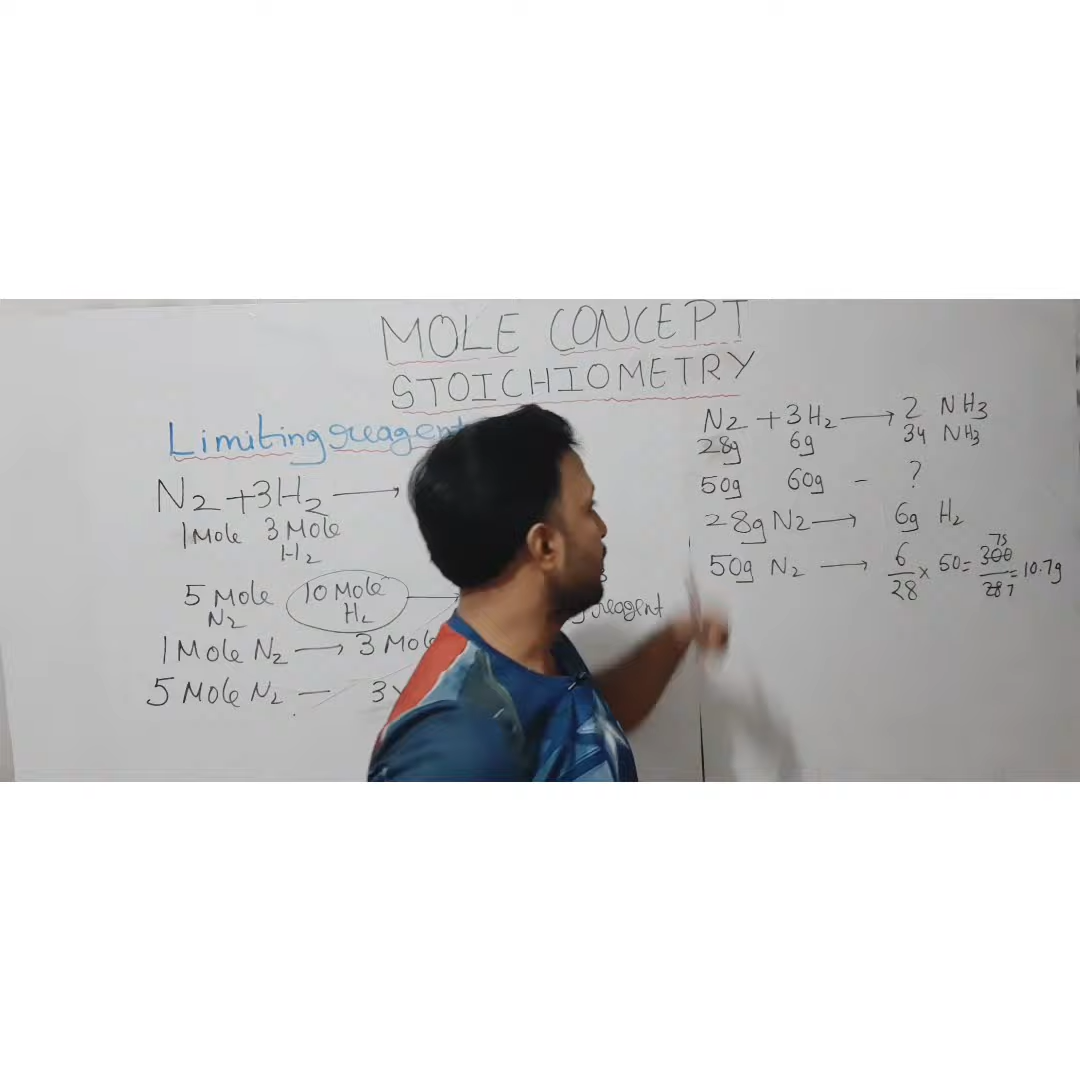 MOLE CONCEPT
STOICHIOMETRY
Limiting reagent
N2 + 3H2 →
1 Mole 3 Mole
H2
5 Mole 10 Mole →
N2 H2
reagent
1 Mole N2 → 3 Mole
5 Mole N2 — 3
N2 + 3H2 → 2 NH3
28g 6g 34 NH3
50g 60g - ?
28g N2 → 6g H2
50g N2 → 6/28 x 50 = 300/28 = 10.7g
75
7